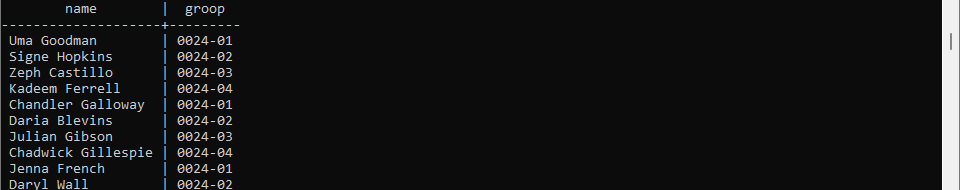 name | groop
--------------------+---------
Uma Goodman | 0024-01
Signe Hopkins | 0024-02
Zeph Castillo | 0024-03
Kadeem Ferrell | 0024-04
Chandler Galloway | 0024-01
Daria Blevins | 0024-02
Julian Gibson | 0024-03
Chadwick Gillespie | 0024-04
Jenna French | 0024-01
Daryl Wall | 0024-02